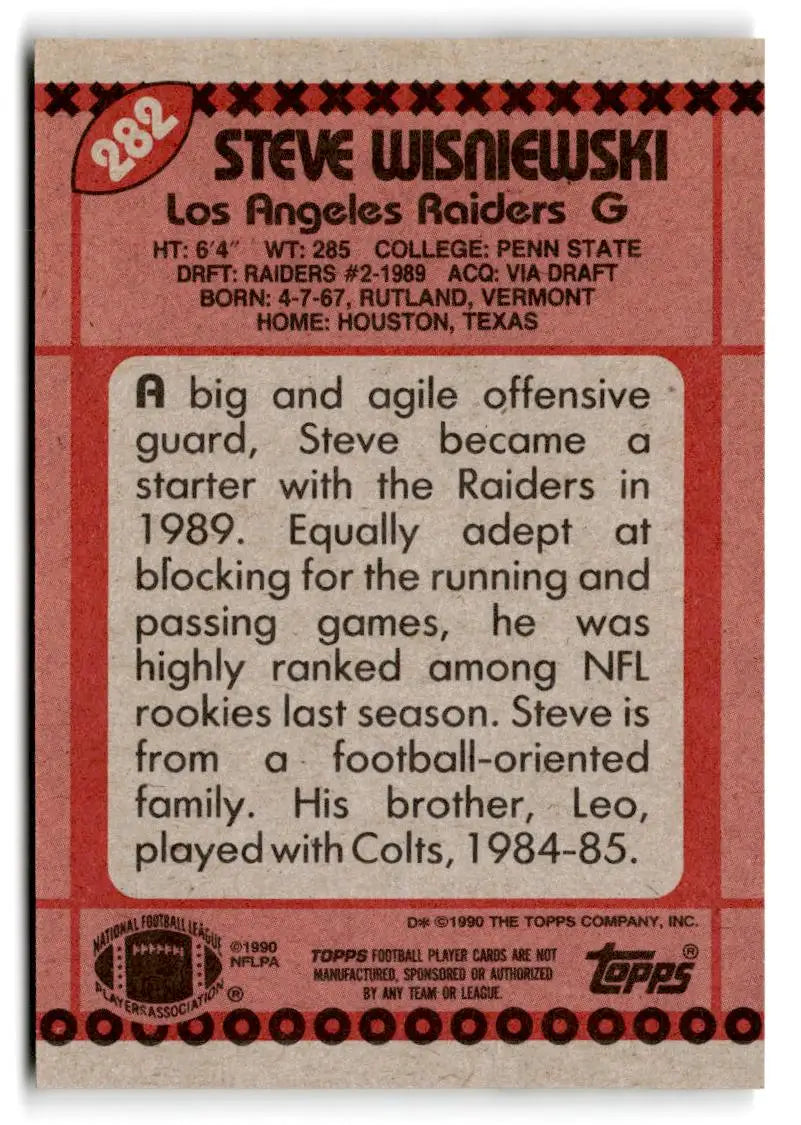 282
STEVE WISNIEWSKI
Los Angeles Raiders G
HT: 6'4" WT: 285 COLLEGE: PENN STATE
DRFT: RAIDERS #2-1989 ACQ: VIA DRAFT
BORN: 4-7-67, RUTLAND, VERMONT
HOME: HOUSTON, TEXAS
A big and agile offensive
guard, Steve became a
starter with the Raiders in
1989. Equally adept at
blocking for the running and
passing games, he was
highly ranked among NFL
rookies last season. Steve is
from a football-oriented
family. His brother, Leo,
played with Colts, 1984-85.
D* ©1990 THE TOPPS COMPANY, INC.
NATIONAL FOOTBALL LEAGUE
PLAYERS ASSOCIATION ®
©1990
NFLPA
TOPPS FOOTBALL PLAYER CARDS ARE NOT
MANUFACTURED, SPONSORED OR AUTHORIZED
BY ANY TEAM OR LEAGUE.
topps®